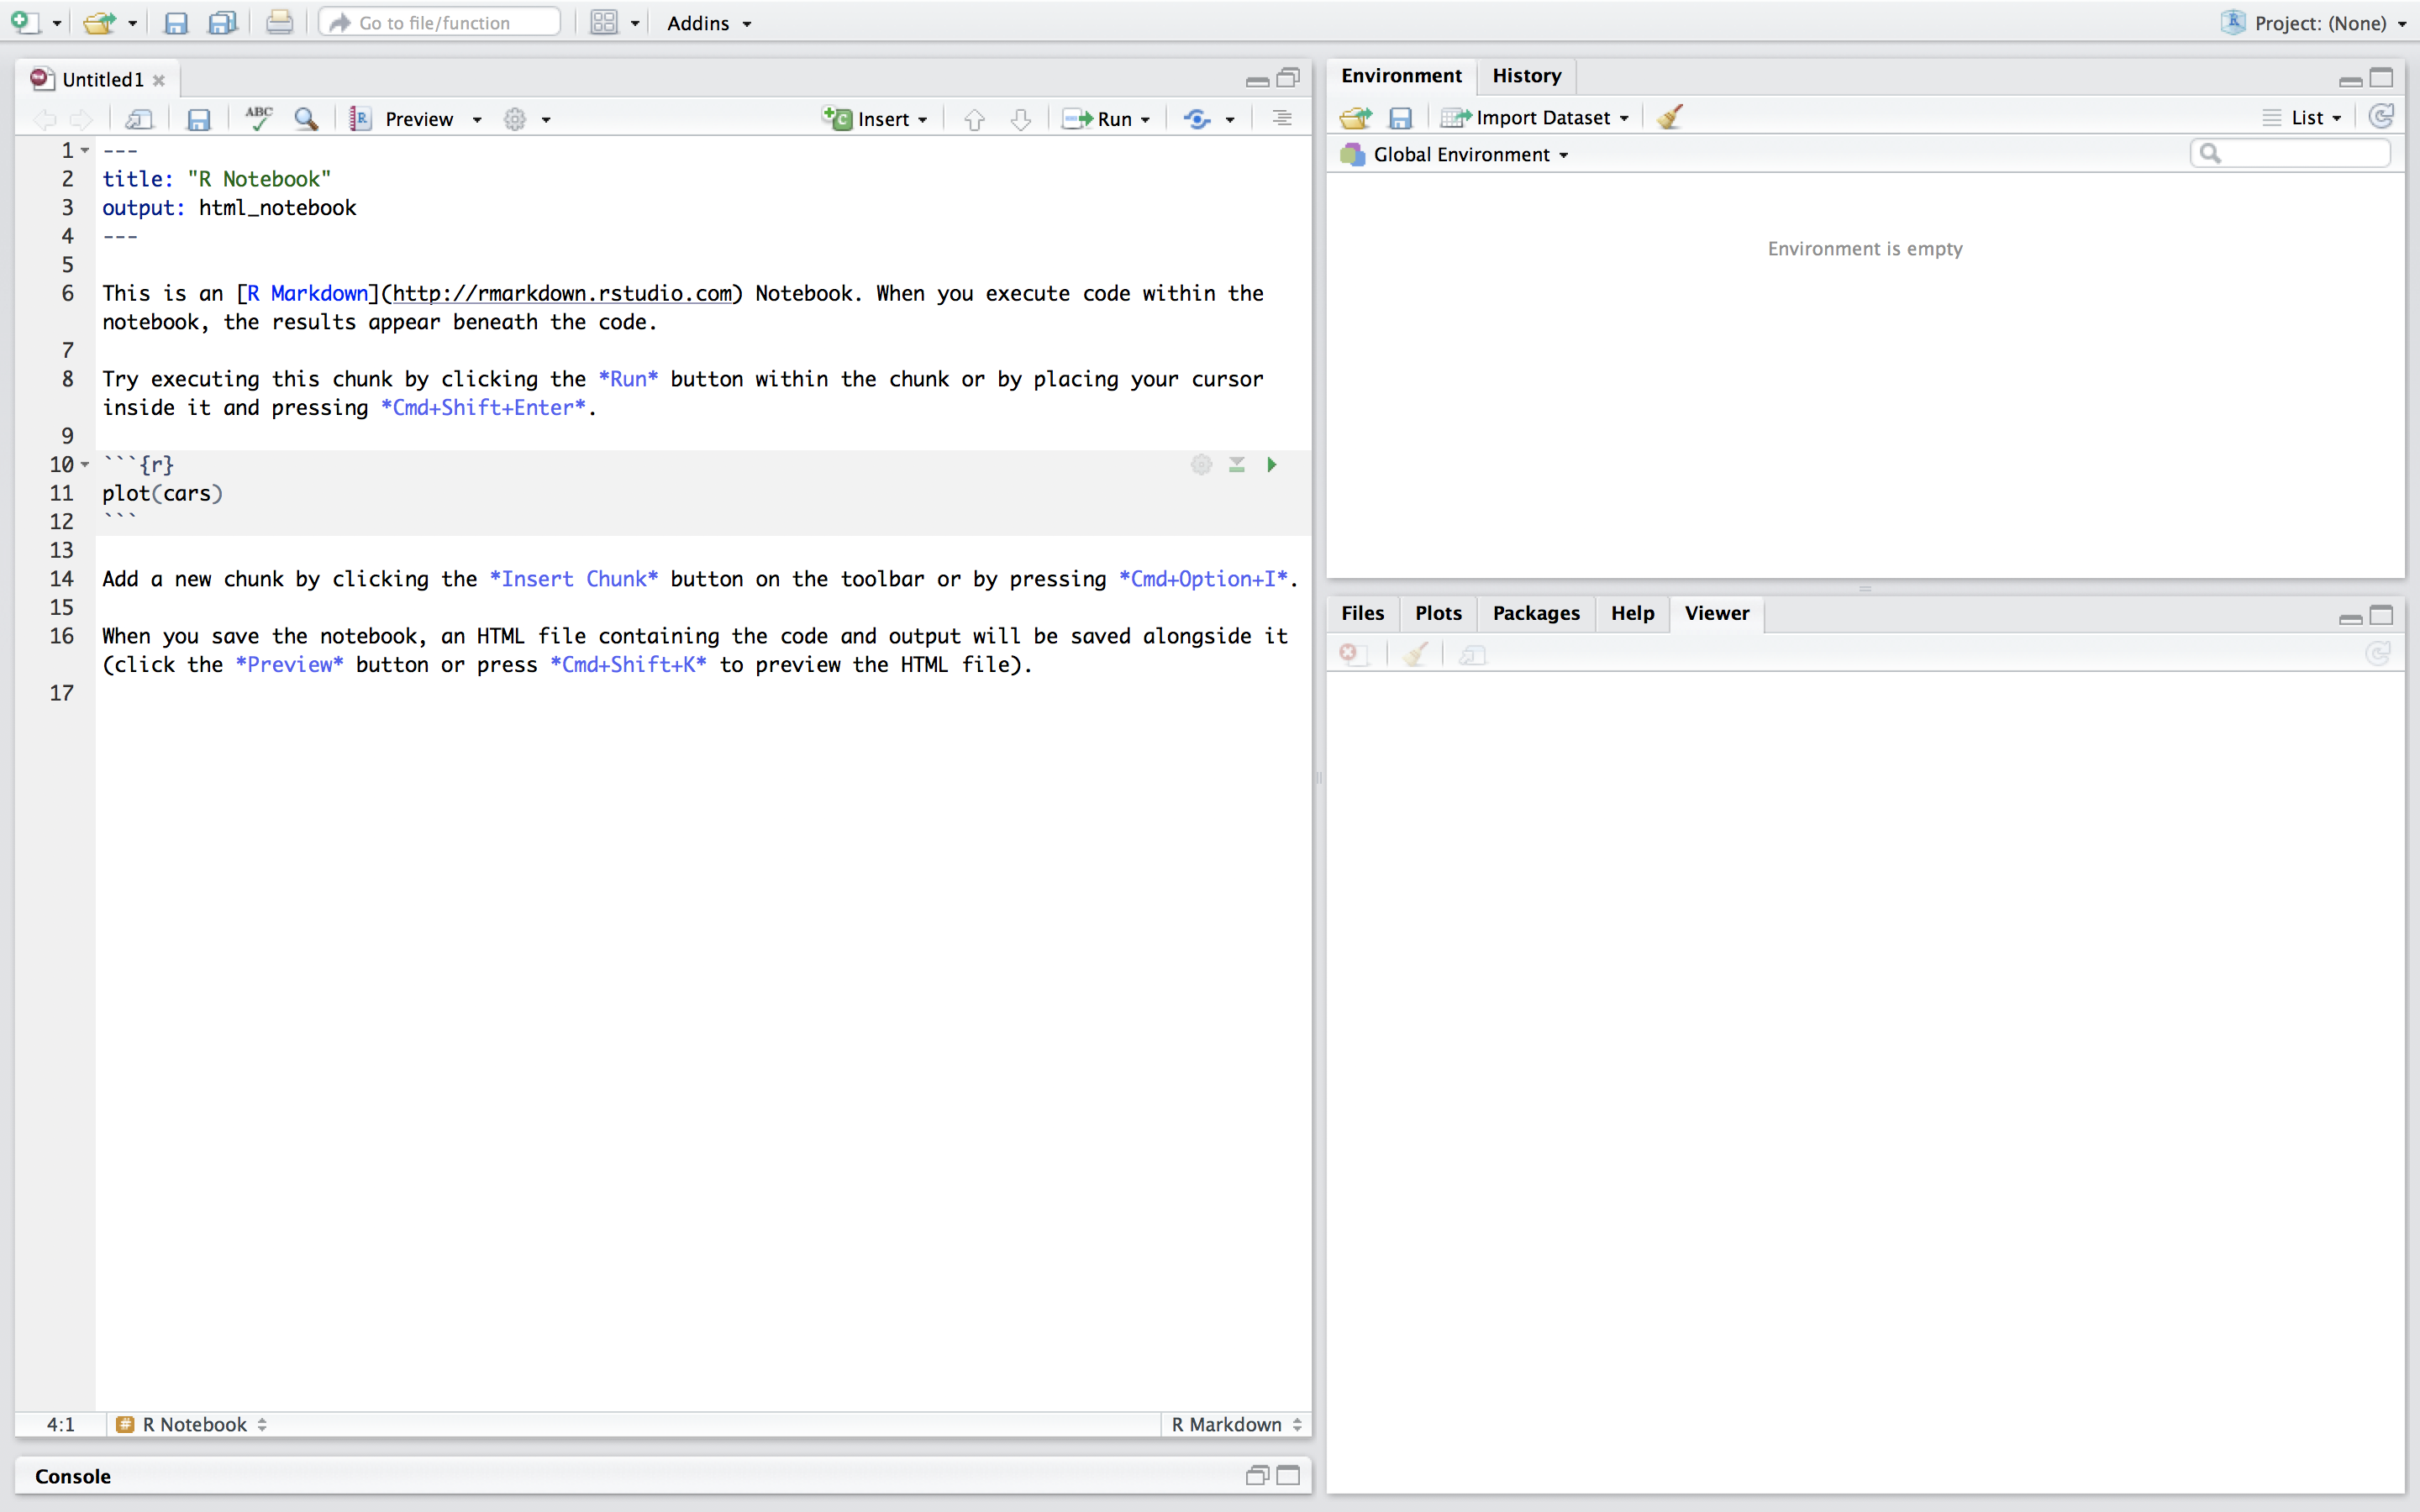 Go to file/function
Addins
Project: (None)
Untitled1
ABC
Preview
Insert
Run
1 ---
2 title: "R Notebook"
3 output: html_notebook
4 ---
5
6 This is an [R Markdown](http://rmarkdown.rstudio.com) Notebook. When you execute code within the
notebook, the results appear beneath the code.
7
8 Try executing this chunk by clicking the *Run* button within the chunk or by placing your cursor
inside it and pressing *Cmd+Shift+Enter*.
9
10 ```{r}
11 plot(cars)
12 ```
13
14 Add a new chunk by clicking the *Insert Chunk* button on the toolbar or by pressing *Cmd+Option+I*.
15
16 When you save the notebook, an HTML file containing the code and output will be saved alongside it
(click the *Preview* button or press *Cmd+Shift+K* to preview the HTML file).
17
4:1 R Notebook R Markdown
Console
Environment History
Import Dataset List
Global Environment
Environment is empty
Files Plots Packages Help Viewer